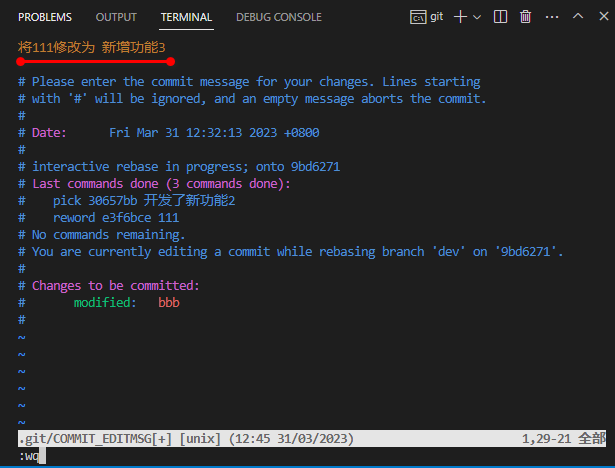 PROBLEMS OUTPUT TERMINAL DEBUG CONSOLE git
将111修改为 新增功能3
# Please enter the commit message for your changes. Lines starting
# with '#' will be ignored, and an empty message aborts the commit.
#
# Date:      Fri Mar 31 12:32:13 2023 +0800
#
# interactive rebase in progress; onto 9bd6271
# Last commands done (3 commands done):
#    pick 30657bb 开发了新功能2
#    reword e3f6bce 111
# No commands remaining.
# You are currently editing a commit while rebasing branch 'dev' on '9bd6271'.
#
# Changes to be committed:
#       modified:   bbb
#
~
~
~
~
~
~
.git/COMMIT_EDITMSG[+] [unix] (12:45 31/03/2023) 1,29-21 全部
:wq